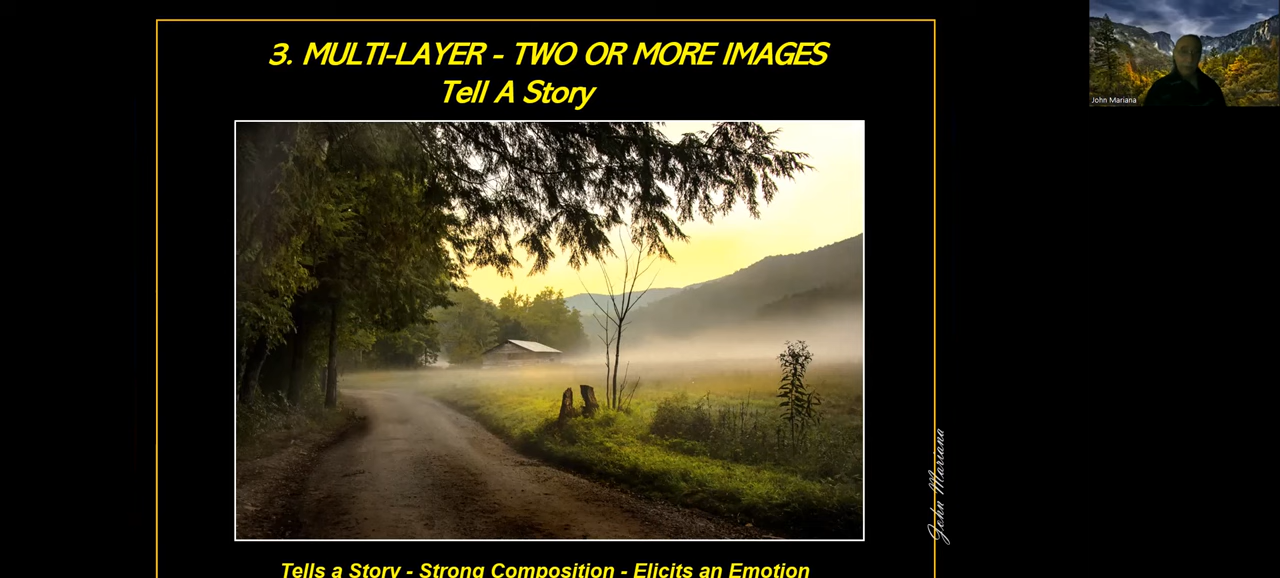 3. MULTI-LAYER - TWO OR MORE IMAGES
Tell A Story
John Mariana
John Mariana
Tells a Story - Strong Composition - Elicits an Emotion